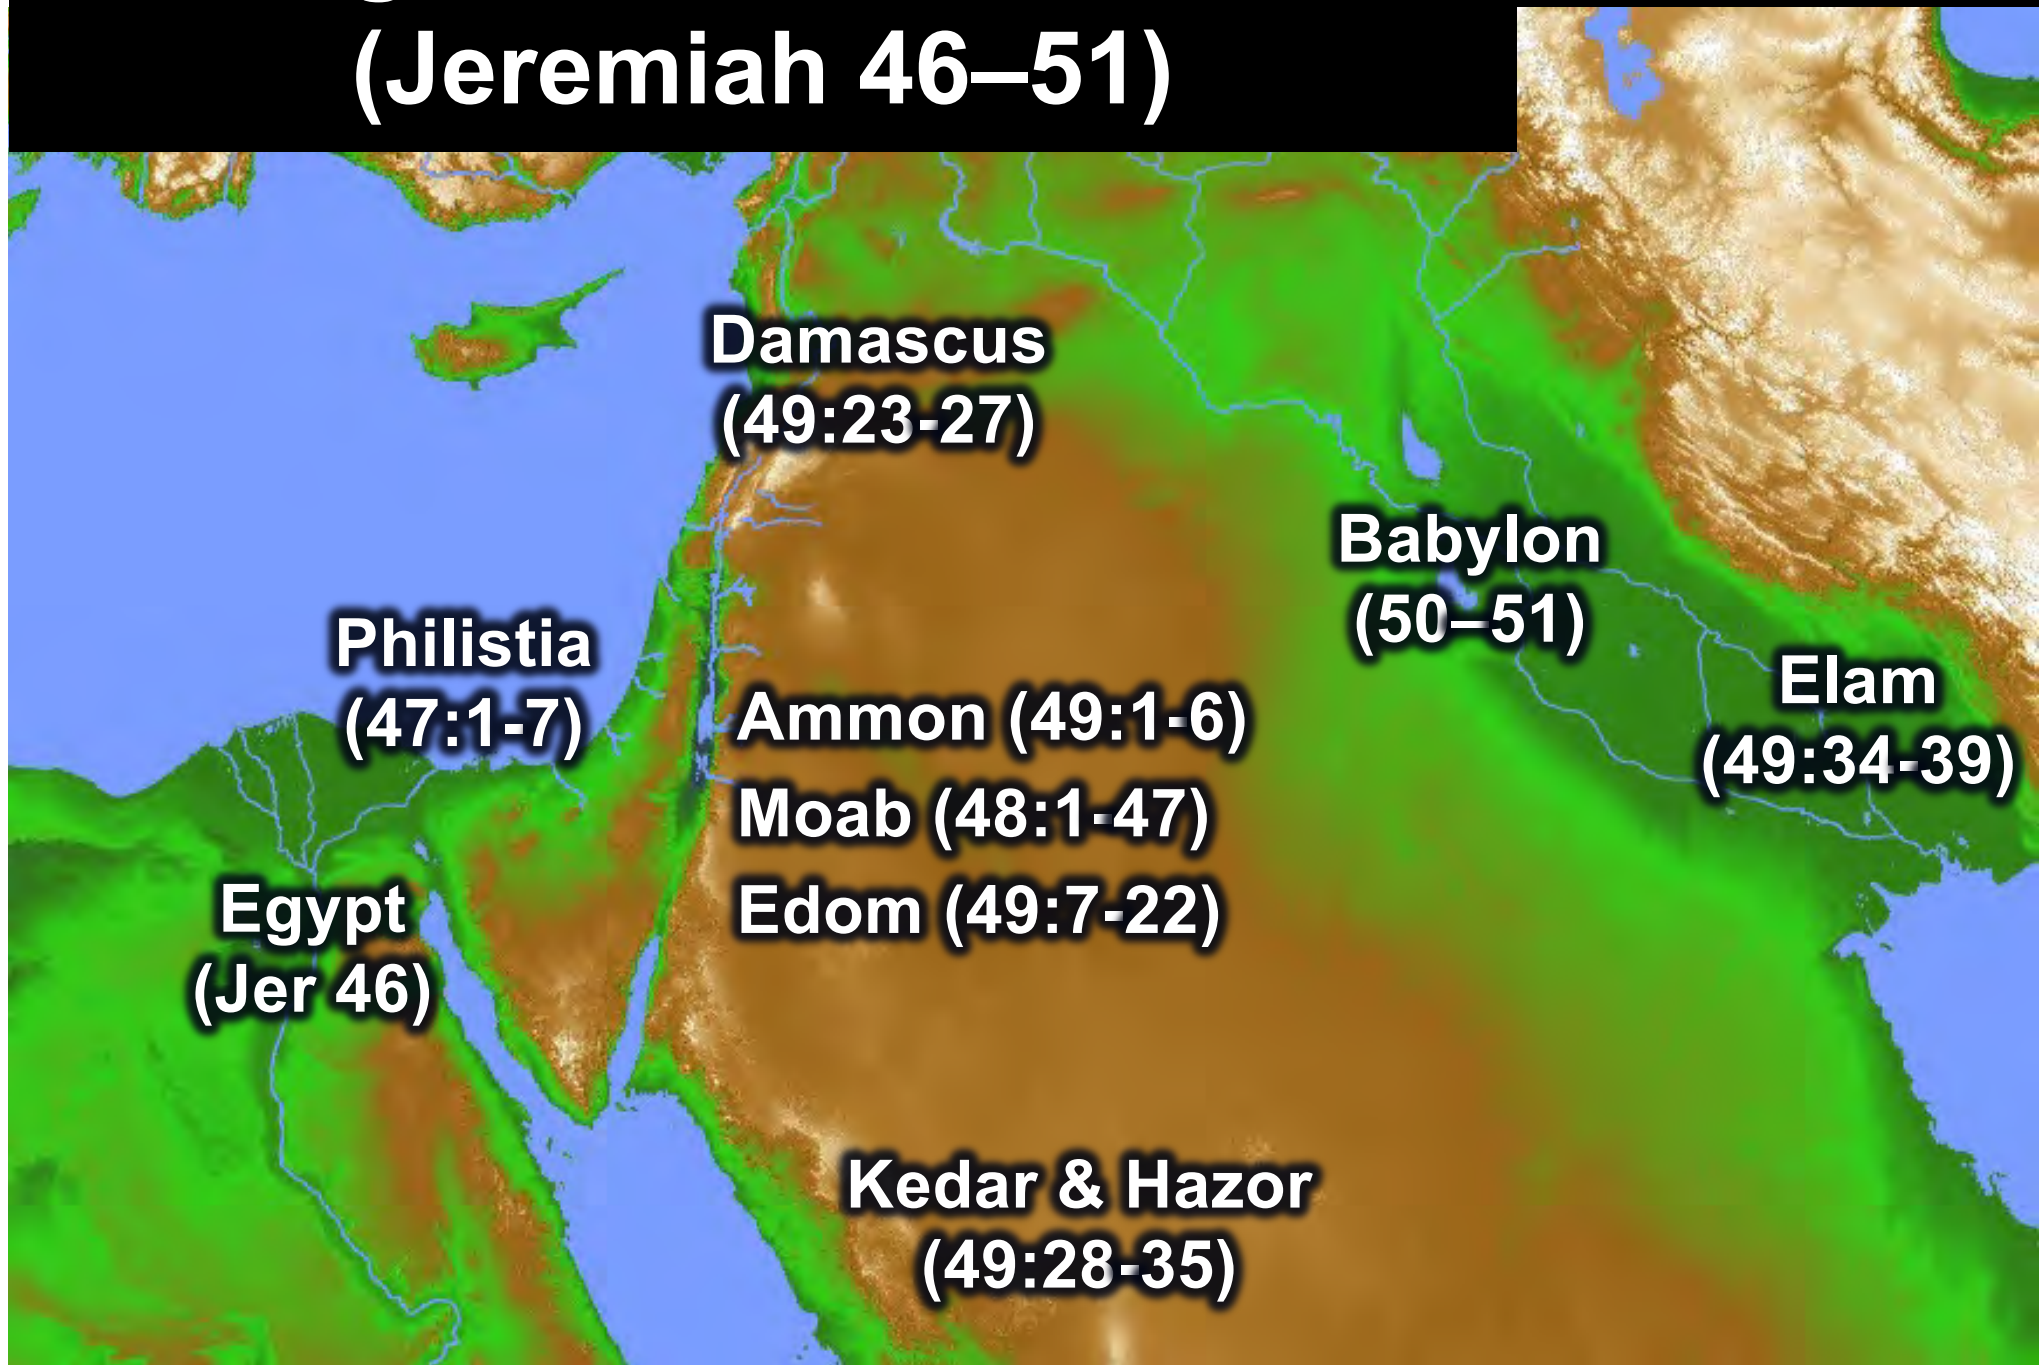 (Jeremiah 46–51)
Damascus
(49:23-27)
Babylon
(50–51)
Philistia
(47:1-7)
Elam
(49:34-39)
Ammon (49:1-6)
Moab (48:1-47)
Edom (49:7-22)
Egypt
(Jer 46)
Kedar & Hazor
(49:28-35)